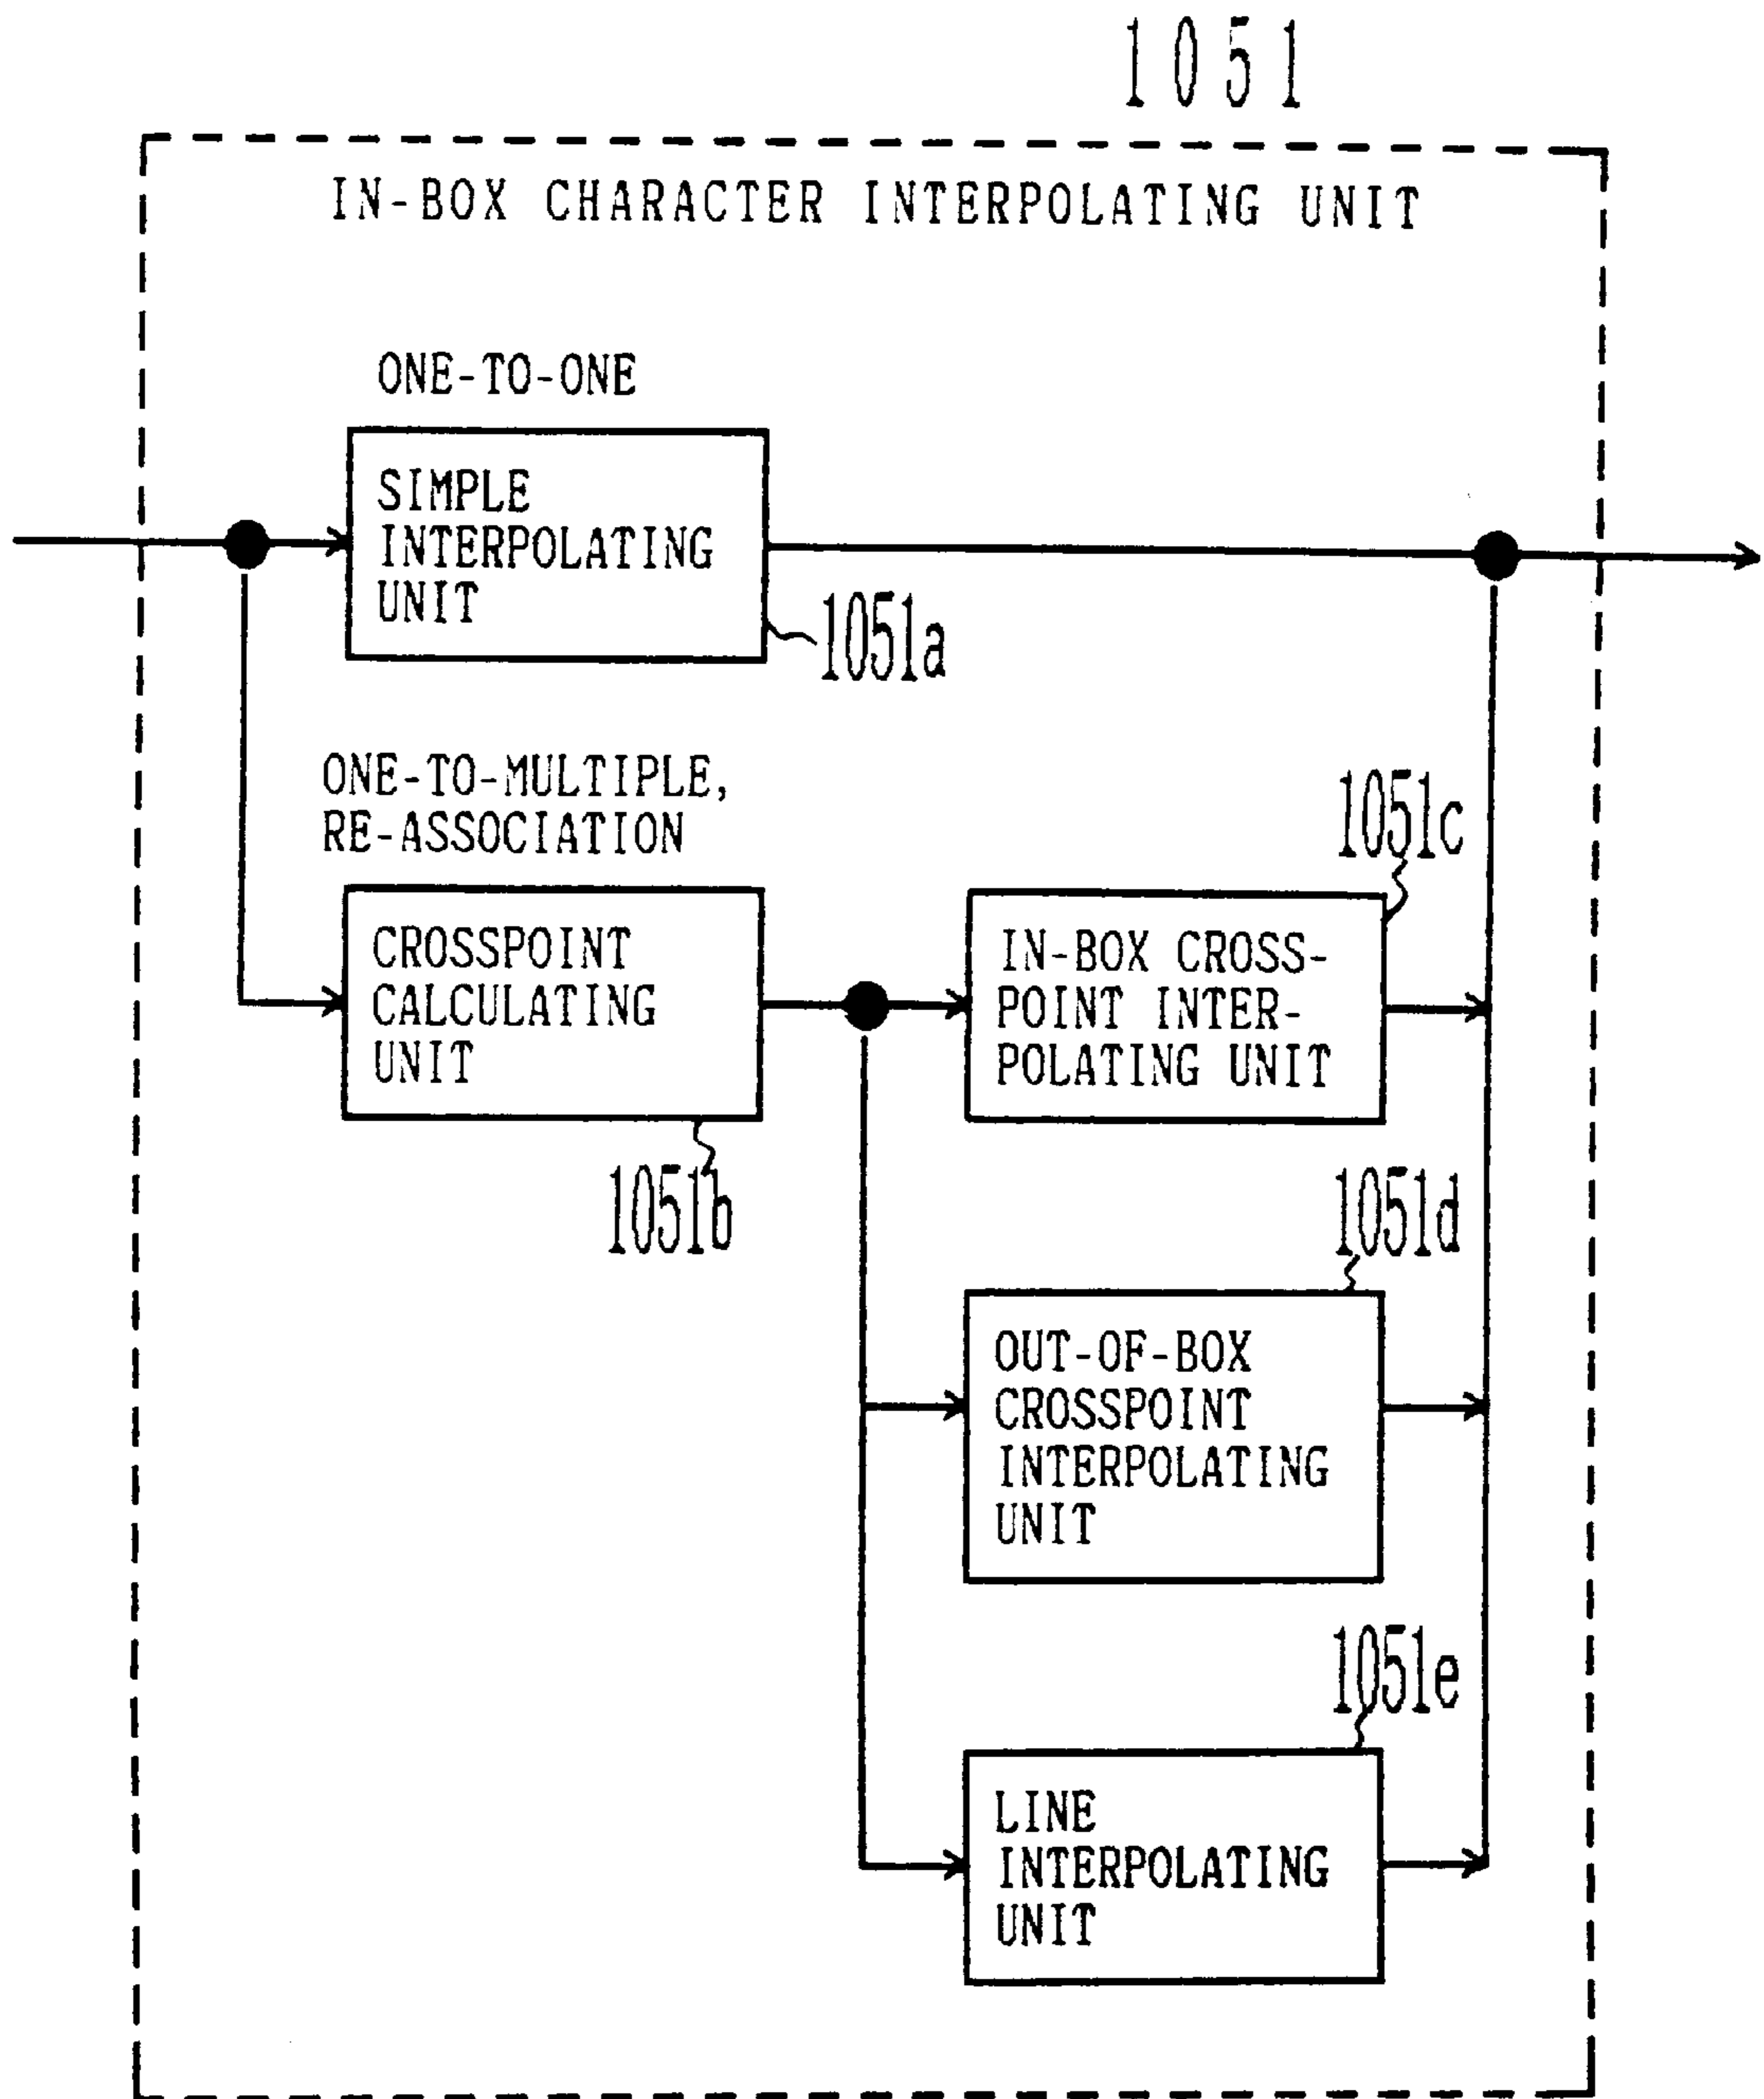 1051
IN-BOX CHARACTER INTERPOLATING UNIT
ONE-TO-ONE
SIMPLE
INTERPOLATING
UNIT
1051a
ONE-TO-MULTIPLE,
RE-ASSOCIATION
CROSSPOINT
CALCULATING
UNIT
1051b
1051c
IN-BOX CROSS-
POINT INTER-
POLATING UNIT
1051d
OUT-OF-BOX
CROSSPOINT
INTERPOLATING
UNIT
1051e
LINE
INTERPOLATING
UNIT